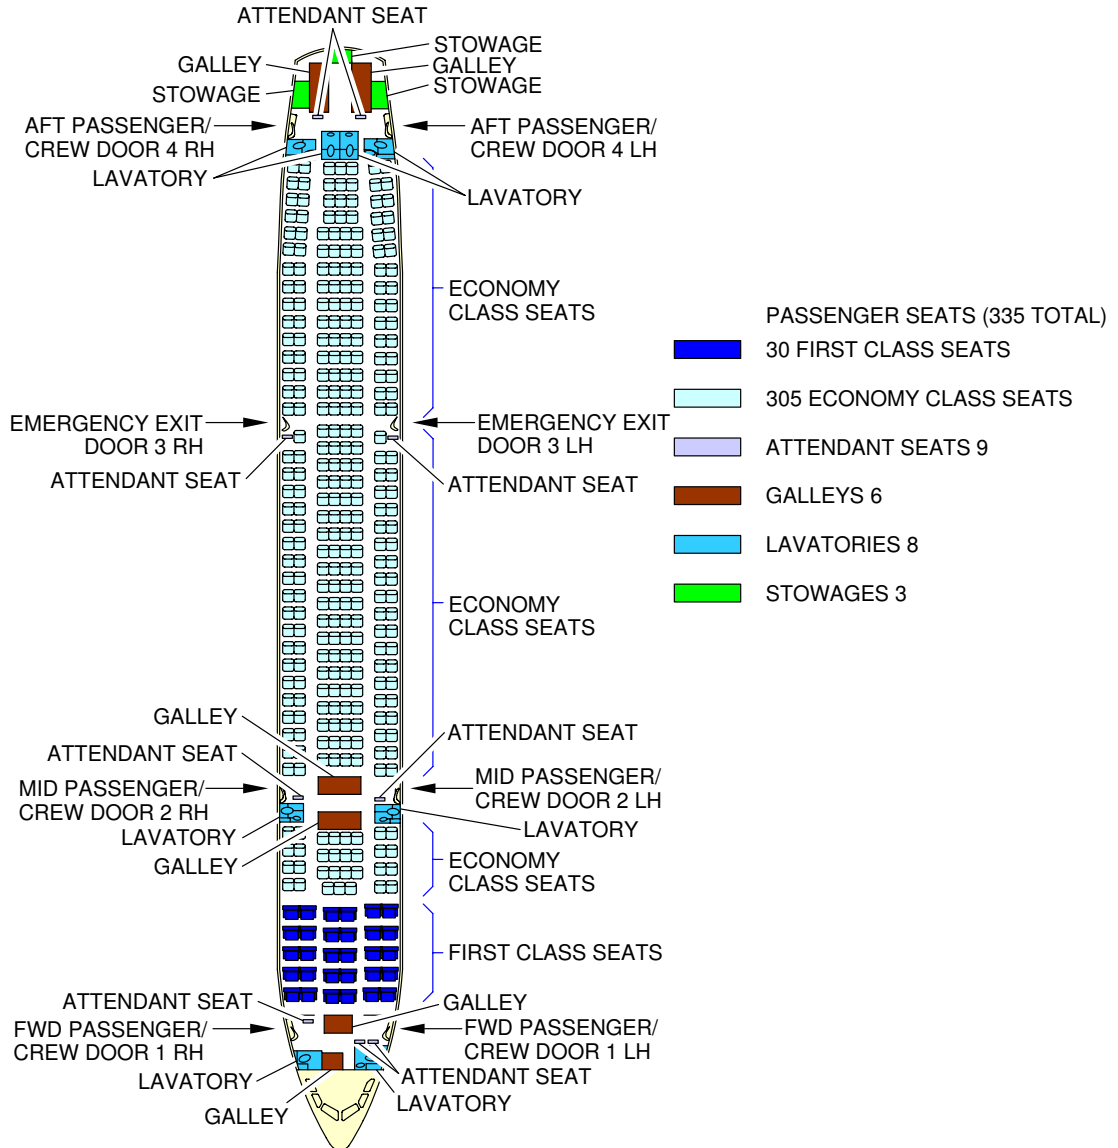 ATTENDANT SEAT
STOWAGE
GALLEY
GALLEY
STOWAGE
STOWAGE
AFT PASSENGER/
CREW DOOR 4 RH
AFT PASSENGER/
CREW DOOR 4 LH
LAVATORY
LAVATORY
ECONOMY
CLASS SEATS
PASSENGER SEATS (335 TOTAL)
30 FIRST CLASS SEATS
305 ECONOMY CLASS SEATS
ATTENDANT SEATS 9
GALLEYS 6
LAVATORIES 8
STOWAGES 3
EMERGENCY EXIT
DOOR 3 RH
EMERGENCY EXIT
DOOR 3 LH
ATTENDANT SEAT
ATTENDANT SEAT
ECONOMY
CLASS SEATS
GALLEY
ATTENDANT SEAT
ATTENDANT SEAT
MID PASSENGER/
CREW DOOR 2 RH
MID PASSENGER/
CREW DOOR 2 LH
LAVATORY
LAVATORY
GALLEY
ECONOMY
CLASS SEATS
FIRST CLASS SEATS
ATTENDANT SEAT
GALLEY
FWD PASSENGER/
CREW DOOR 1 RH
FWD PASSENGER/
CREW DOOR 1 LH
LAVATORY
ATTENDANT SEAT
GALLEY
LAVATORY